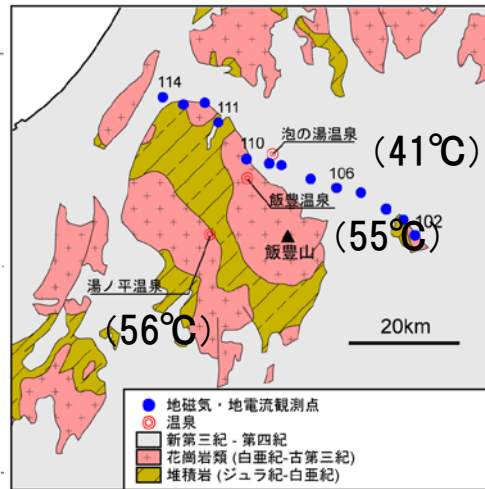 114
111
泡の湯温泉
110
(41℃)
106
飯豊温泉
102
(55℃)
飯豊山
湯ノ平温泉
(56℃)
20km
地磁気・地電流観測点
温泉
新第三紀 - 第四紀
花崗岩類 (白亜紀-古第三紀)
堆積岩 (ジュラ紀-白亜紀)